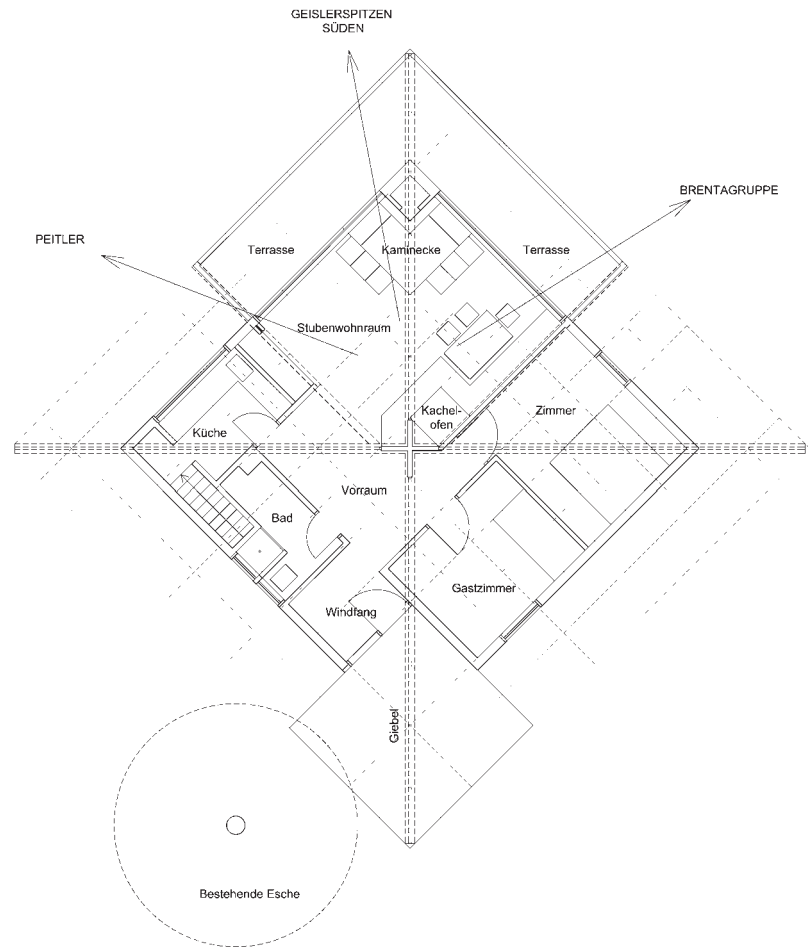 GEISLERSPITZEN
SÜDEN
BRENTAGRUPPE
PEITLER
Terrasse
Kaminecke
Terrasse
Stubenwohnraum
Kachel-
ofen
Zimmer
Küche
Vorraum
Bad
Gastzimmer
Windfang
Giebel
Bestehende Esche